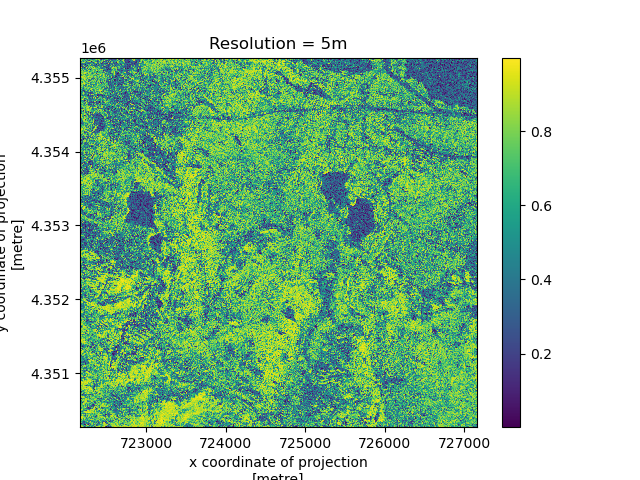 Resolution = 5m
1e6
4.355
4.354
4.353
4.352
4.351
y coordinate of projection
[metre]
723000 724000 725000 726000 727000
x coordinate of projection
[metre]
0.8
0.6
0.4
0.2